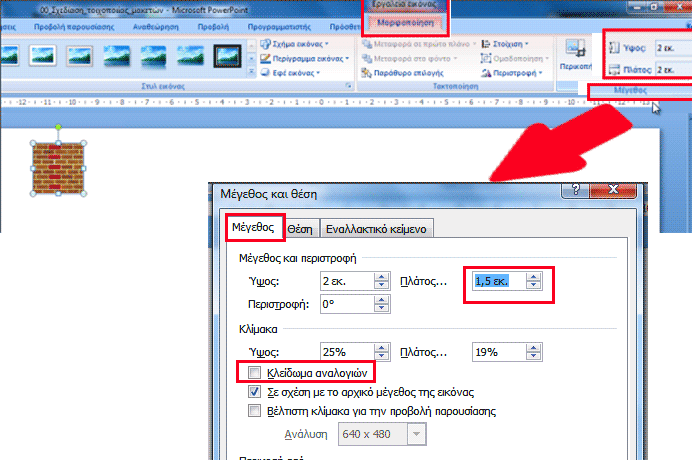 00_Σχεδίαση_τοιχοποιίας_μακετών - Microsoft PowerPoint
Εργαλεία εικόνας
Προβολή παρουσίασης Αναθεώρηση Προβολή Προγραμματιστής Πρόσθετα
Μορφοποίηση
Σχήμα εικόνας
Περίγραμμα εικόνας
Εφέ εικόνας
Στυλ εικόνας
Μεταφορά σε πρώτο πλάνο
Μεταφορά στο φόντο
Παράθυρο επιλογής
Στοίχιση
Ομαδοποίηση
Περιστροφή
Τακτοποίηση
Περικοπή
Ύψος: 2 εκ.
Πλάτος: 2 εκ.
Μέγεθος
Μέγεθος και θέση
Μέγεθος Θέση Εναλλακτικό κείμενο
Μέγεθος και περιστροφή
Ύψος: 2 εκ. Πλάτος... 1,5 εκ.
Περιστροφή: 0°
Κλίμακα
Ύψος: 25% Πλάτος... 19%
Κλείδωμα αναλογιών
Σε σχέση με το αρχικό μέγεθος της εικόνας
Βέλτιστη κλίμακα για την προβολή παρουσίασης
Ανάλυση 640 x 480